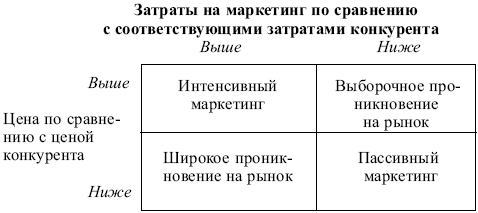 Затраты на маркетинг по сравнению
с соответствующими затратами конкурента
Выше Ниже
Выше
Интенсивный
маркетинг
Выборочное про-
никновение
на рынок
Цена по сравне-
нию с ценой
конкурента
Широкое проник-
новение на рынок
Пассивный
маркетинг
Ниже